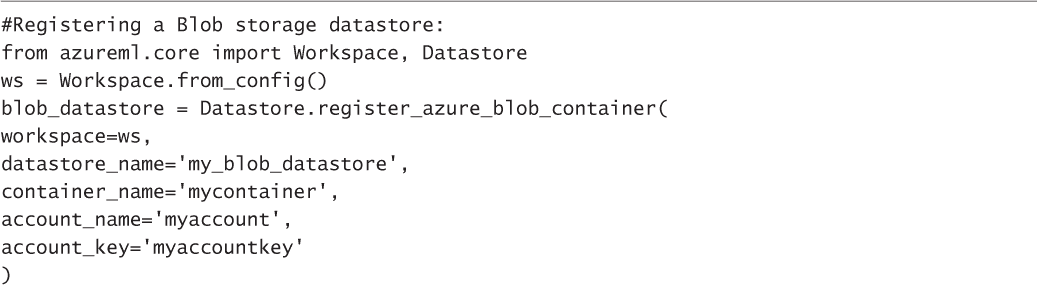 #Registering a Blob storage datastore:
from azureml.core import Workspace, Datastore
ws = Workspace.from_config()
blob_datastore = Datastore.register_azure_blob_container(
workspace=ws,
datastore_name='my_blob_datastore',
container_name='mycontainer',
account_name='myaccount',
account_key='myaccountkey'
)